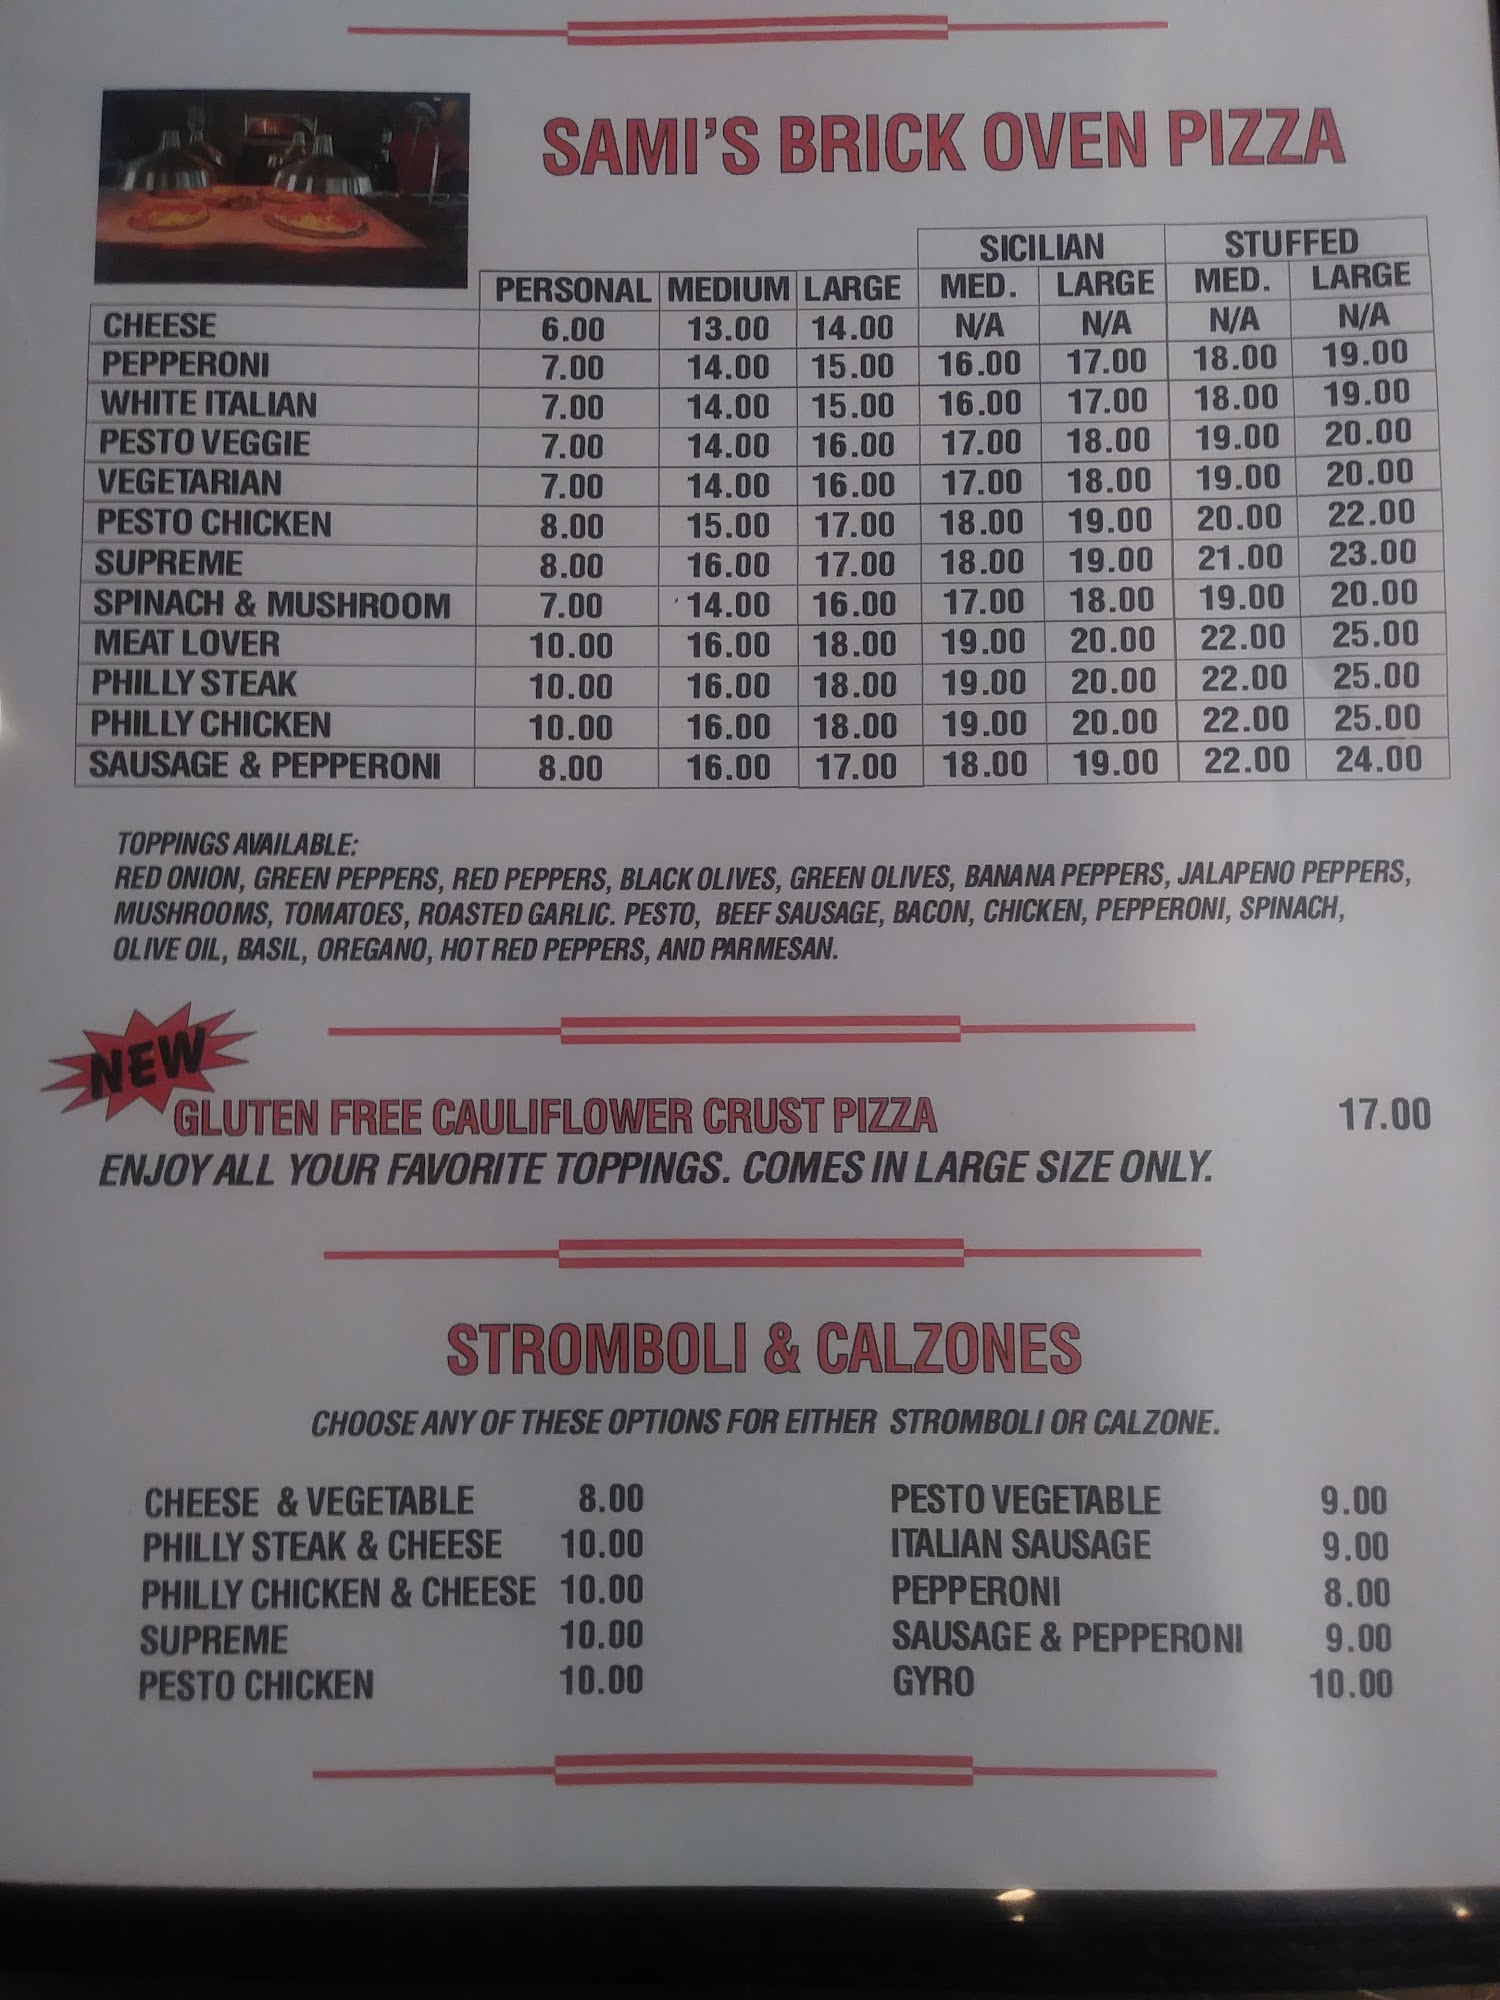 SAMI'S BRICK OVEN PIZZA
SICILIAN STUFFED
PERSONAL MEDIUM LARGE MED. LARGE MED. LARGE
CHEESE 6.00 13.00 14.00 N/A N/A N/A N/A
PEPPERONI 7.00 14.00 15.00 16.00 17.00 18.00 19.00
WHITE ITALIAN 7.00 14.00 15.00 16.00 17.00 18.00 19.00
PESTO VEGGIE 7.00 14.00 16.00 17.00 18.00 19.00 20.00
VEGETARIAN 7.00 14.00 16.00 17.00 18.00 19.00 20.00
PESTO CHICKEN 8.00 15.00 17.00 18.00 19.00 20.00 22.00
SUPREME 8.00 16.00 17.00 18.00 19.00 21.00 23.00
SPINACH & MUSHROOM 7.00 14.00 16.00 17.00 18.00 19.00 20.00
MEAT LOVER 10.00 16.00 18.00 19.00 20.00 22.00 25.00
PHILLY STEAK 10.00 16.00 18.00 19.00 20.00 22.00 25.00
PHILLY CHICKEN 10.00 16.00 18.00 19.00 20.00 22.00 25.00
SAUSAGE & PEPPERONI 8.00 16.00 17.00 18.00 19.00 22.00 24.00
TOPPINGS AVAILABLE:
RED ONION, GREEN PEPPERS, RED PEPPERS, BLACK OLIVES, GREEN OLIVES, BANANA PEPPERS, JALAPENO PEPPERS,
MUSHROOMS, TOMATOES, ROASTED GARLIC. PESTO, BEEF SAUSAGE, BACON, CHICKEN, PEPPERONI, SPINACH,
OLIVE OIL, BASIL, OREGANO, HOT RED PEPPERS, AND PARMESAN.
NEW
GLUTEN FREE CAULIFLOWER CRUST PIZZA 17.00
ENJOY ALL YOUR FAVORITE TOPPINGS. COMES IN LARGE SIZE ONLY.
STROMBOLI & CALZONES
CHOOSE ANY OF THESE OPTIONS FOR EITHER STROMBOLI OR CALZONE.
CHEESE & VEGETABLE 8.00 PESTO VEGETABLE 9.00
PHILLY STEAK & CHEESE 10.00 ITALIAN SAUSAGE 9.00
PHILLY CHICKEN & CHEESE 10.00 PEPPERONI 8.00
SUPREME 10.00 SAUSAGE & PEPPERONI 9.00
PESTO CHICKEN 10.00 GYRO 10.00